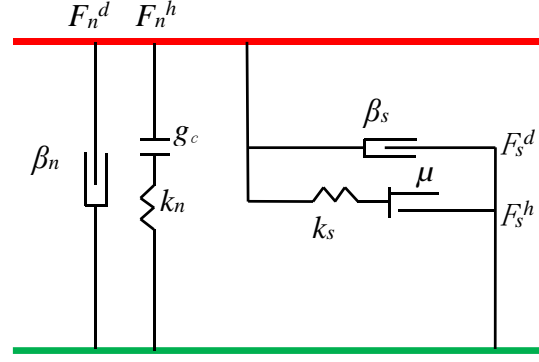 F_n^d F_n^h
β_s
g_c
β_n
F_s^d
μ
k_n
F_s^h
k_s